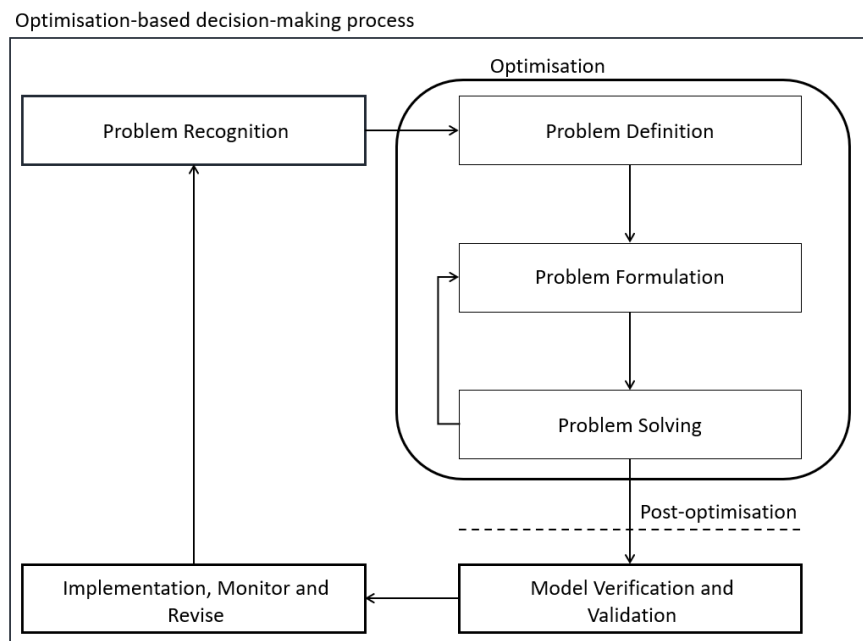 Optimisation-based decision-making process
Optimisation
Problem Recognition
Problem Definition
Problem Formulation
Problem Solving
Post-optimisation
Implementation, Monitor and
Revise
Model Verification and
Validation